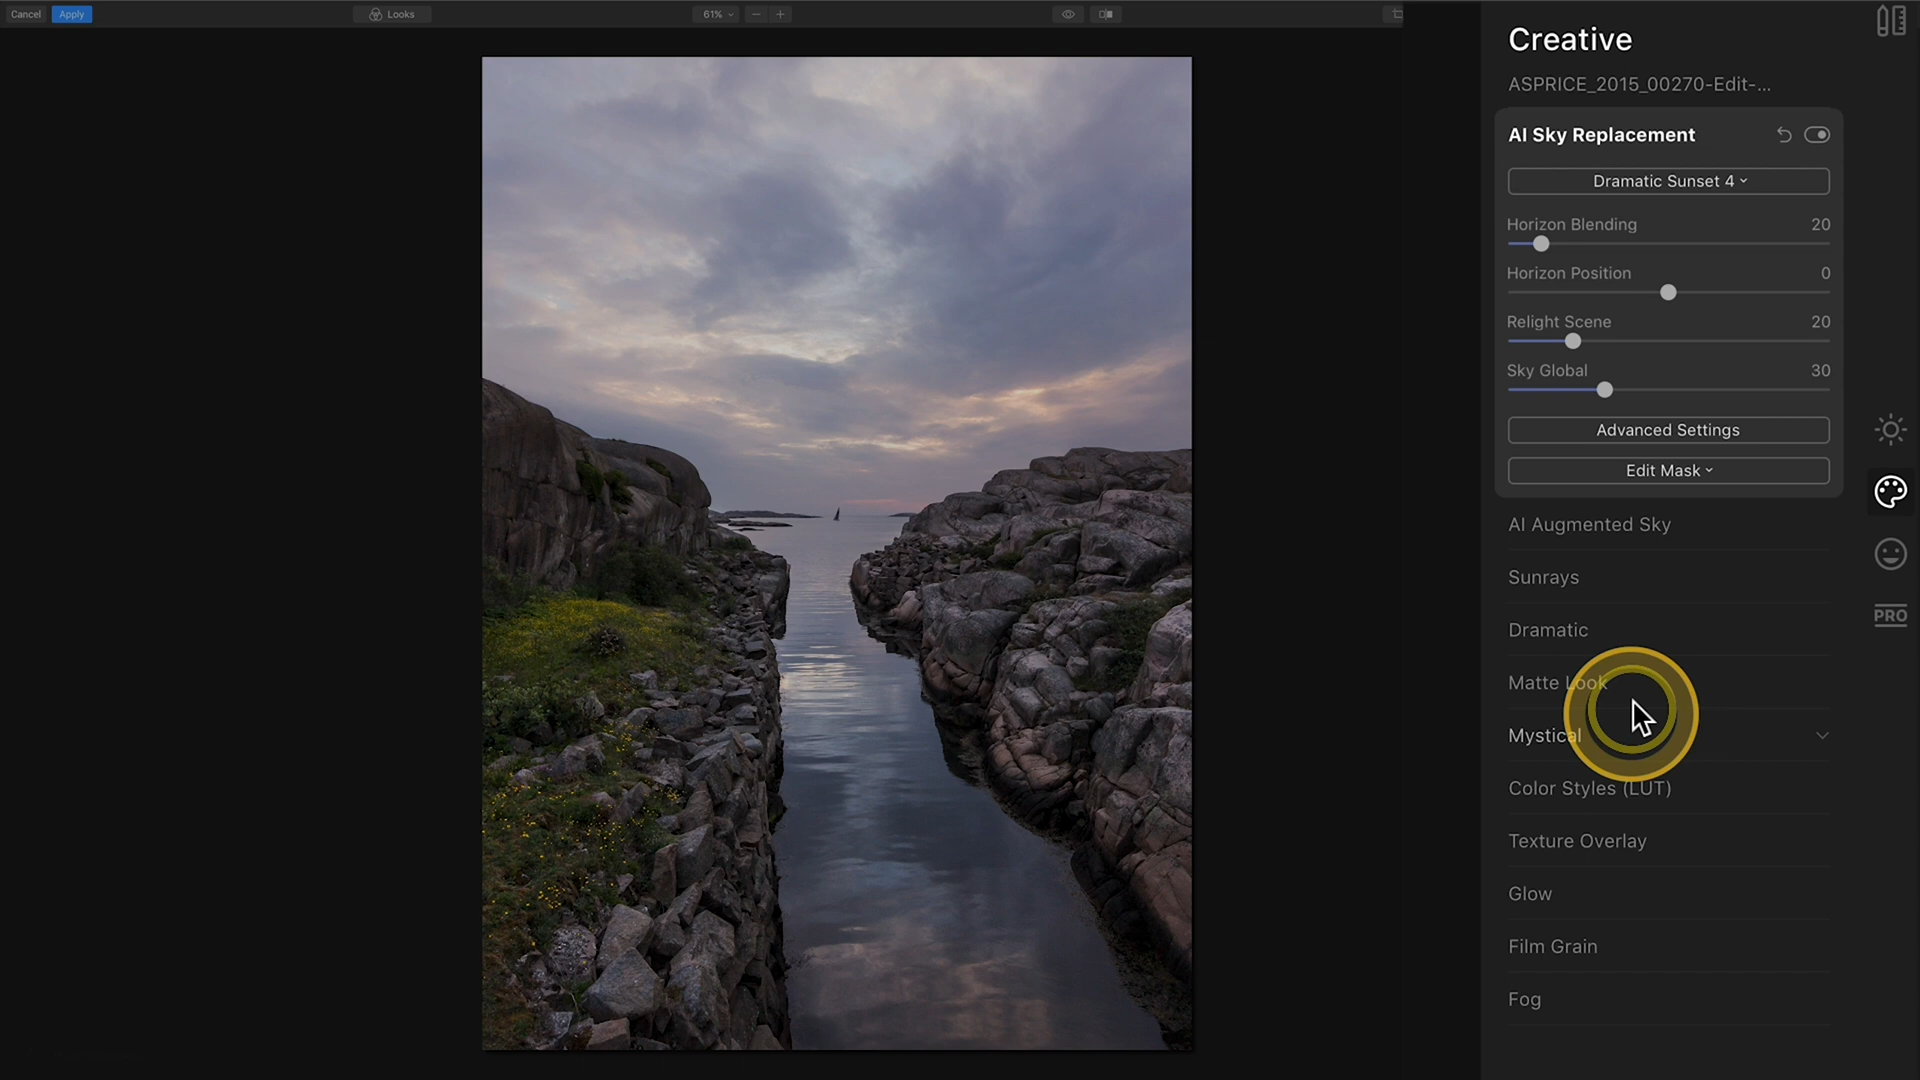 Cancel
Apply
Looks
61%
Creative
ASPRICE_2015_00270-Edit-...
AI Sky Replacement
Dramatic Sunset 4
Horizon Blending 20
Horizon Position 0
Relight Scene 20
Sky Global 30
Advanced Settings
Edit Mask
AI Augmented Sky
Sunrays
Dramatic
PRO
Matte Look
Mystical
Color Styles (LUT)
Texture Overlay
Glow
Film Grain
Fog